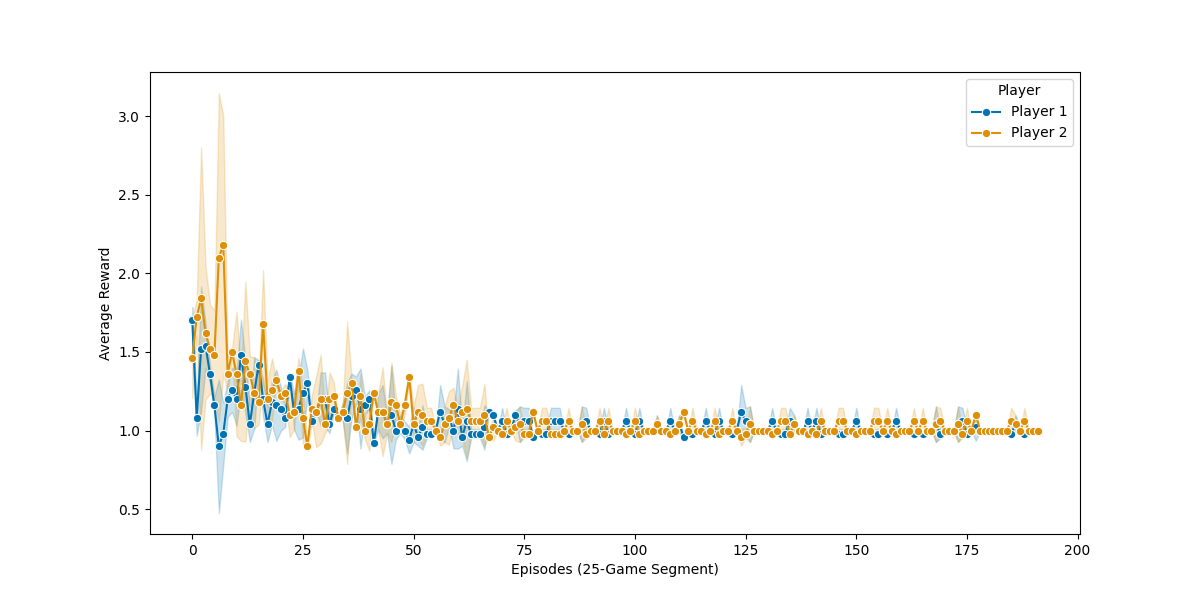 Player
Player 1
Player 2
Average Reward
3.0
2.5
2.0
1.5
1.0
0.5
0 25 50 75 100 125 150 175 200
Episodes (25-Game Segment)